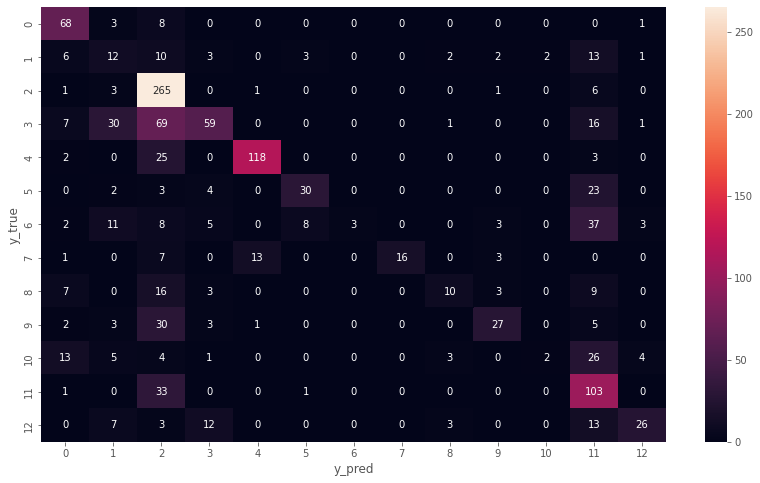 0 68 3 8 0 0 0 0 0 0 0 0 0 1
1 6 12 10 3 0 3 0 0 2 2 2 13 1
2 1 3 265 0 1 0 0 0 0 1 0 6 0
3 7 30 69 59 0 0 0 0 1 0 0 16 1
4 2 0 25 0 118 0 0 0 0 0 0 3 0
5 0 2 3 4 0 30 0 0 0 0 0 23 0
6 2 11 8 5 0 8 3 0 0 3 0 37 3
7 1 0 7 0 13 0 0 16 0 3 0 0 0
8 7 0 16 3 0 0 0 0 10 3 0 9 0
9 2 3 30 3 1 0 0 0 0 27 0 5 0
10 13 5 4 1 0 0 0 0 3 0 2 26 4
11 1 0 33 0 0 1 0 0 0 0 0 103 0
12 0 7 3 12 0 0 0 0 3 0 0 13 26
0 1 2 3 4 5 6 7 8 9 10 11 12
y_pred
y_true
250
200
150
100
50
0